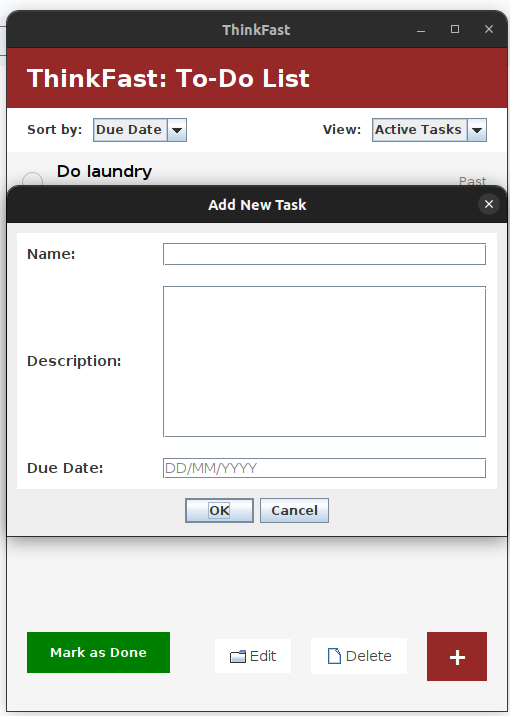 ThinkFast
ThinkFast: To-Do List
Sort by: Due Date View: Active Tasks
Do laundry
Past
Add New Task
Name:
Description:
Due Date: DD/MM/YYYY
OK Cancel
Mark as Done Edit Delete +